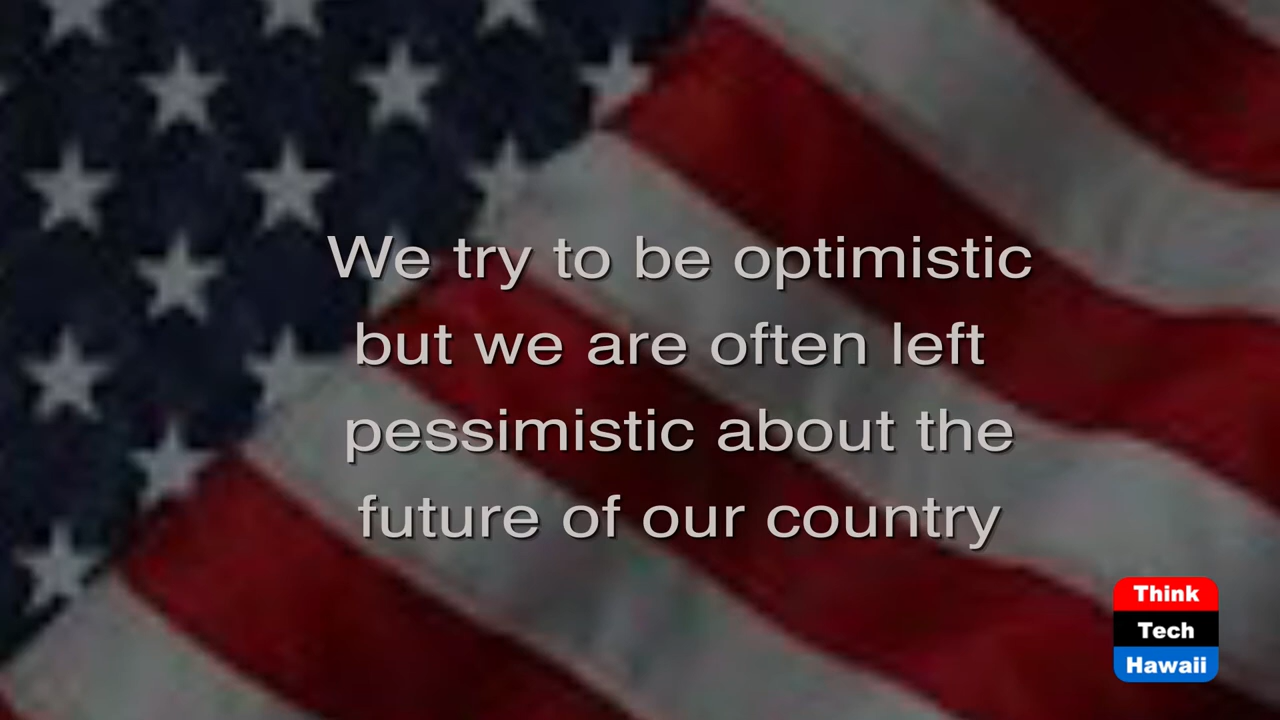 We try to be optimistic
but we are often left
pessimistic about the
future of our country
Think
Tech
Hawaii